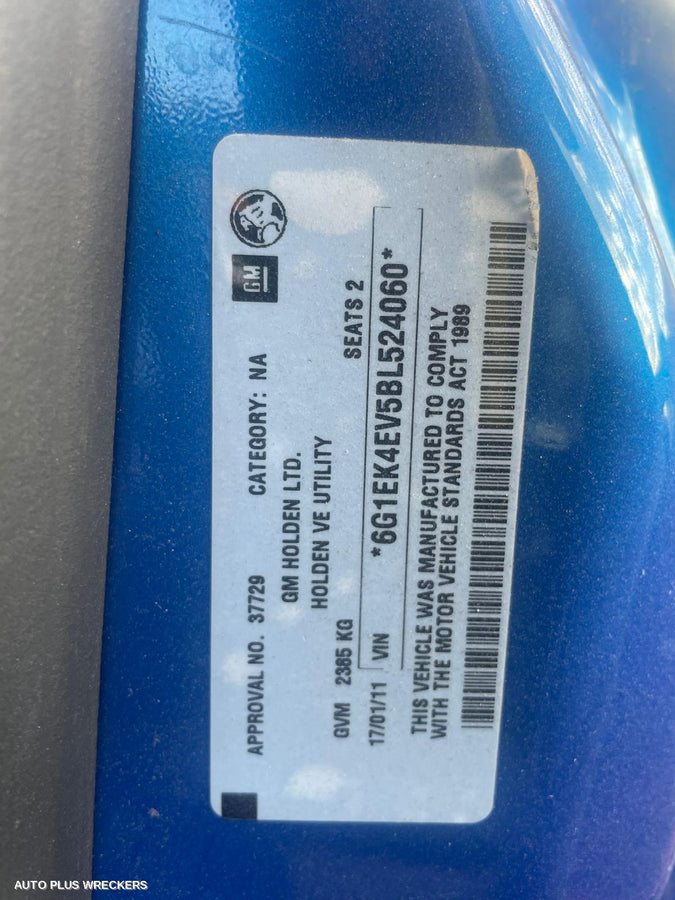 GM
APPROVAL NO. 37729 CATEGORY: NA
GM HOLDEN LTD.
HOLDEN VE UTILITY
GVM 2385 KG SEATS 2
17/01/11 VIN *6G1EK4EV5BL524060*
THIS VEHICLE WAS MANUFACTURED TO COMPLY
WITH THE MOTOR VEHICLE STANDARDS ACT 1989
AUTO PLUS WRECKERS